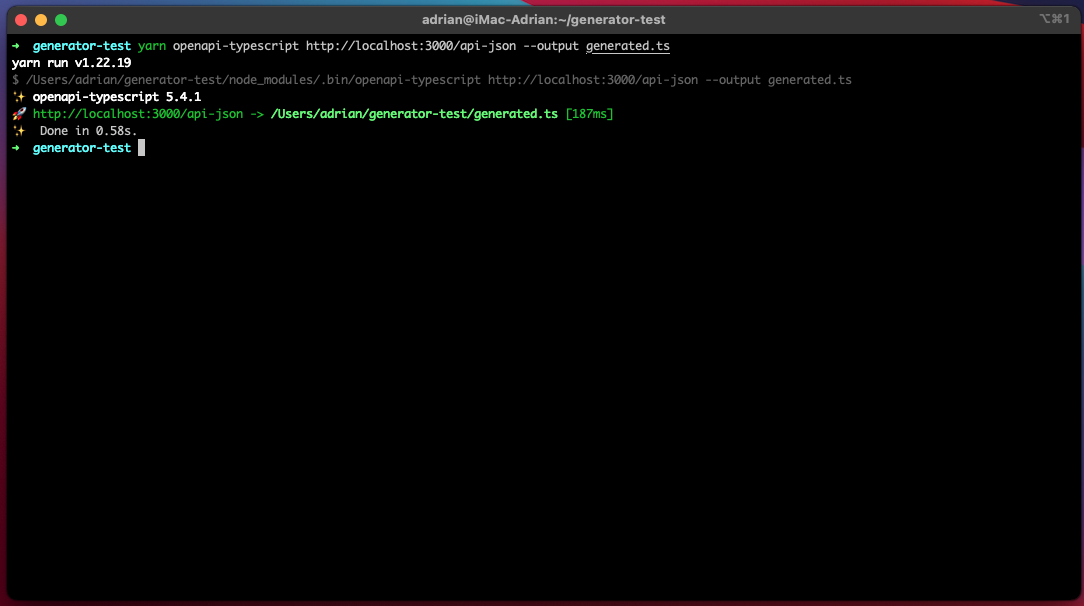 adrian@iMac-Adrian:~/generator-test ⌥⌘1
➜ generator-test yarn openapi-typescript http://localhost:3000/api-json --output generated.ts
yarn run v1.22.19
$ /Users/adrian/generator-test/node_modules/.bin/openapi-typescript http://localhost:3000/api-json --output generated.ts
✨ openapi-typescript 5.4.1
🚀 http://localhost:3000/api-json -> /Users/adrian/generator-test/generated.ts [187ms]
✨ Done in 0.58s.
➜ generator-test